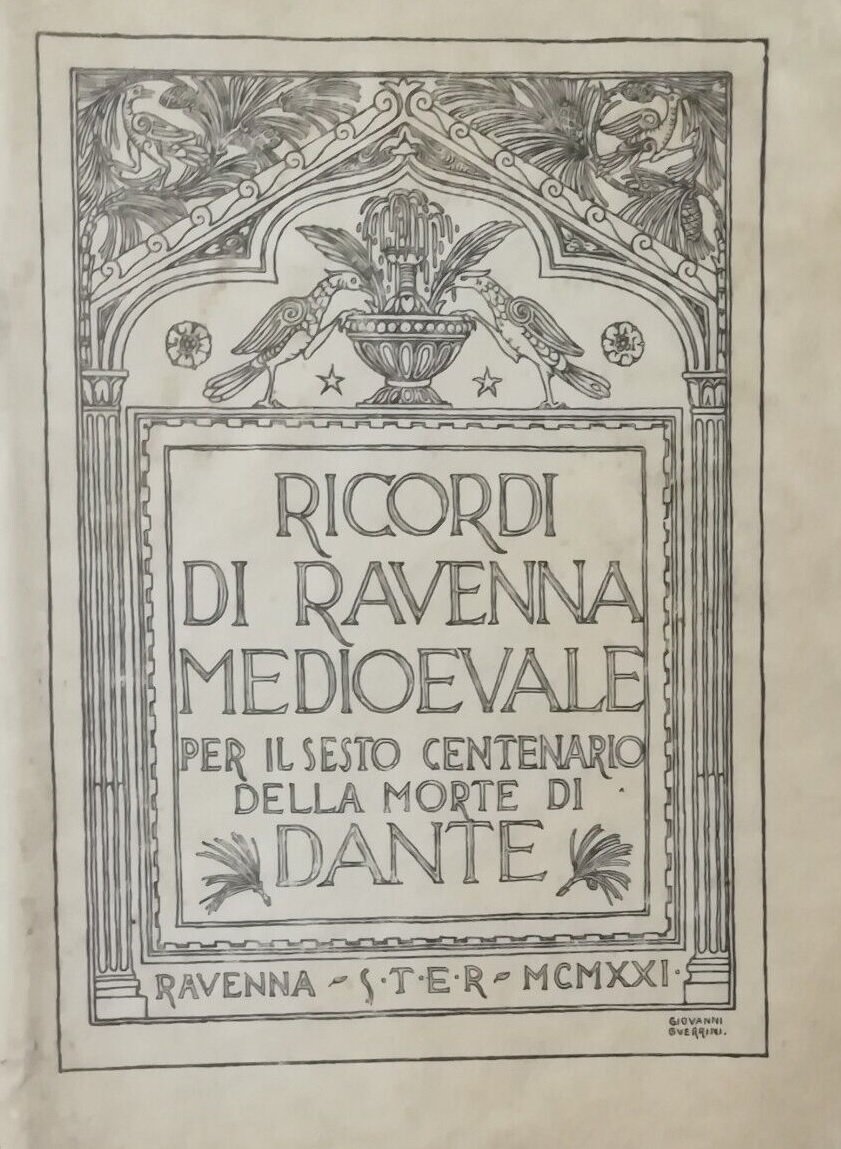 RICORDI
DI RAVENNA
MEDIOEVALE
PER IL SESTO CENTENARIO
DELLA MORTE DI
DANTE
RAVENNA - S·T·E·R - MCMXXI·
GIOVANNI
GUERRINI.